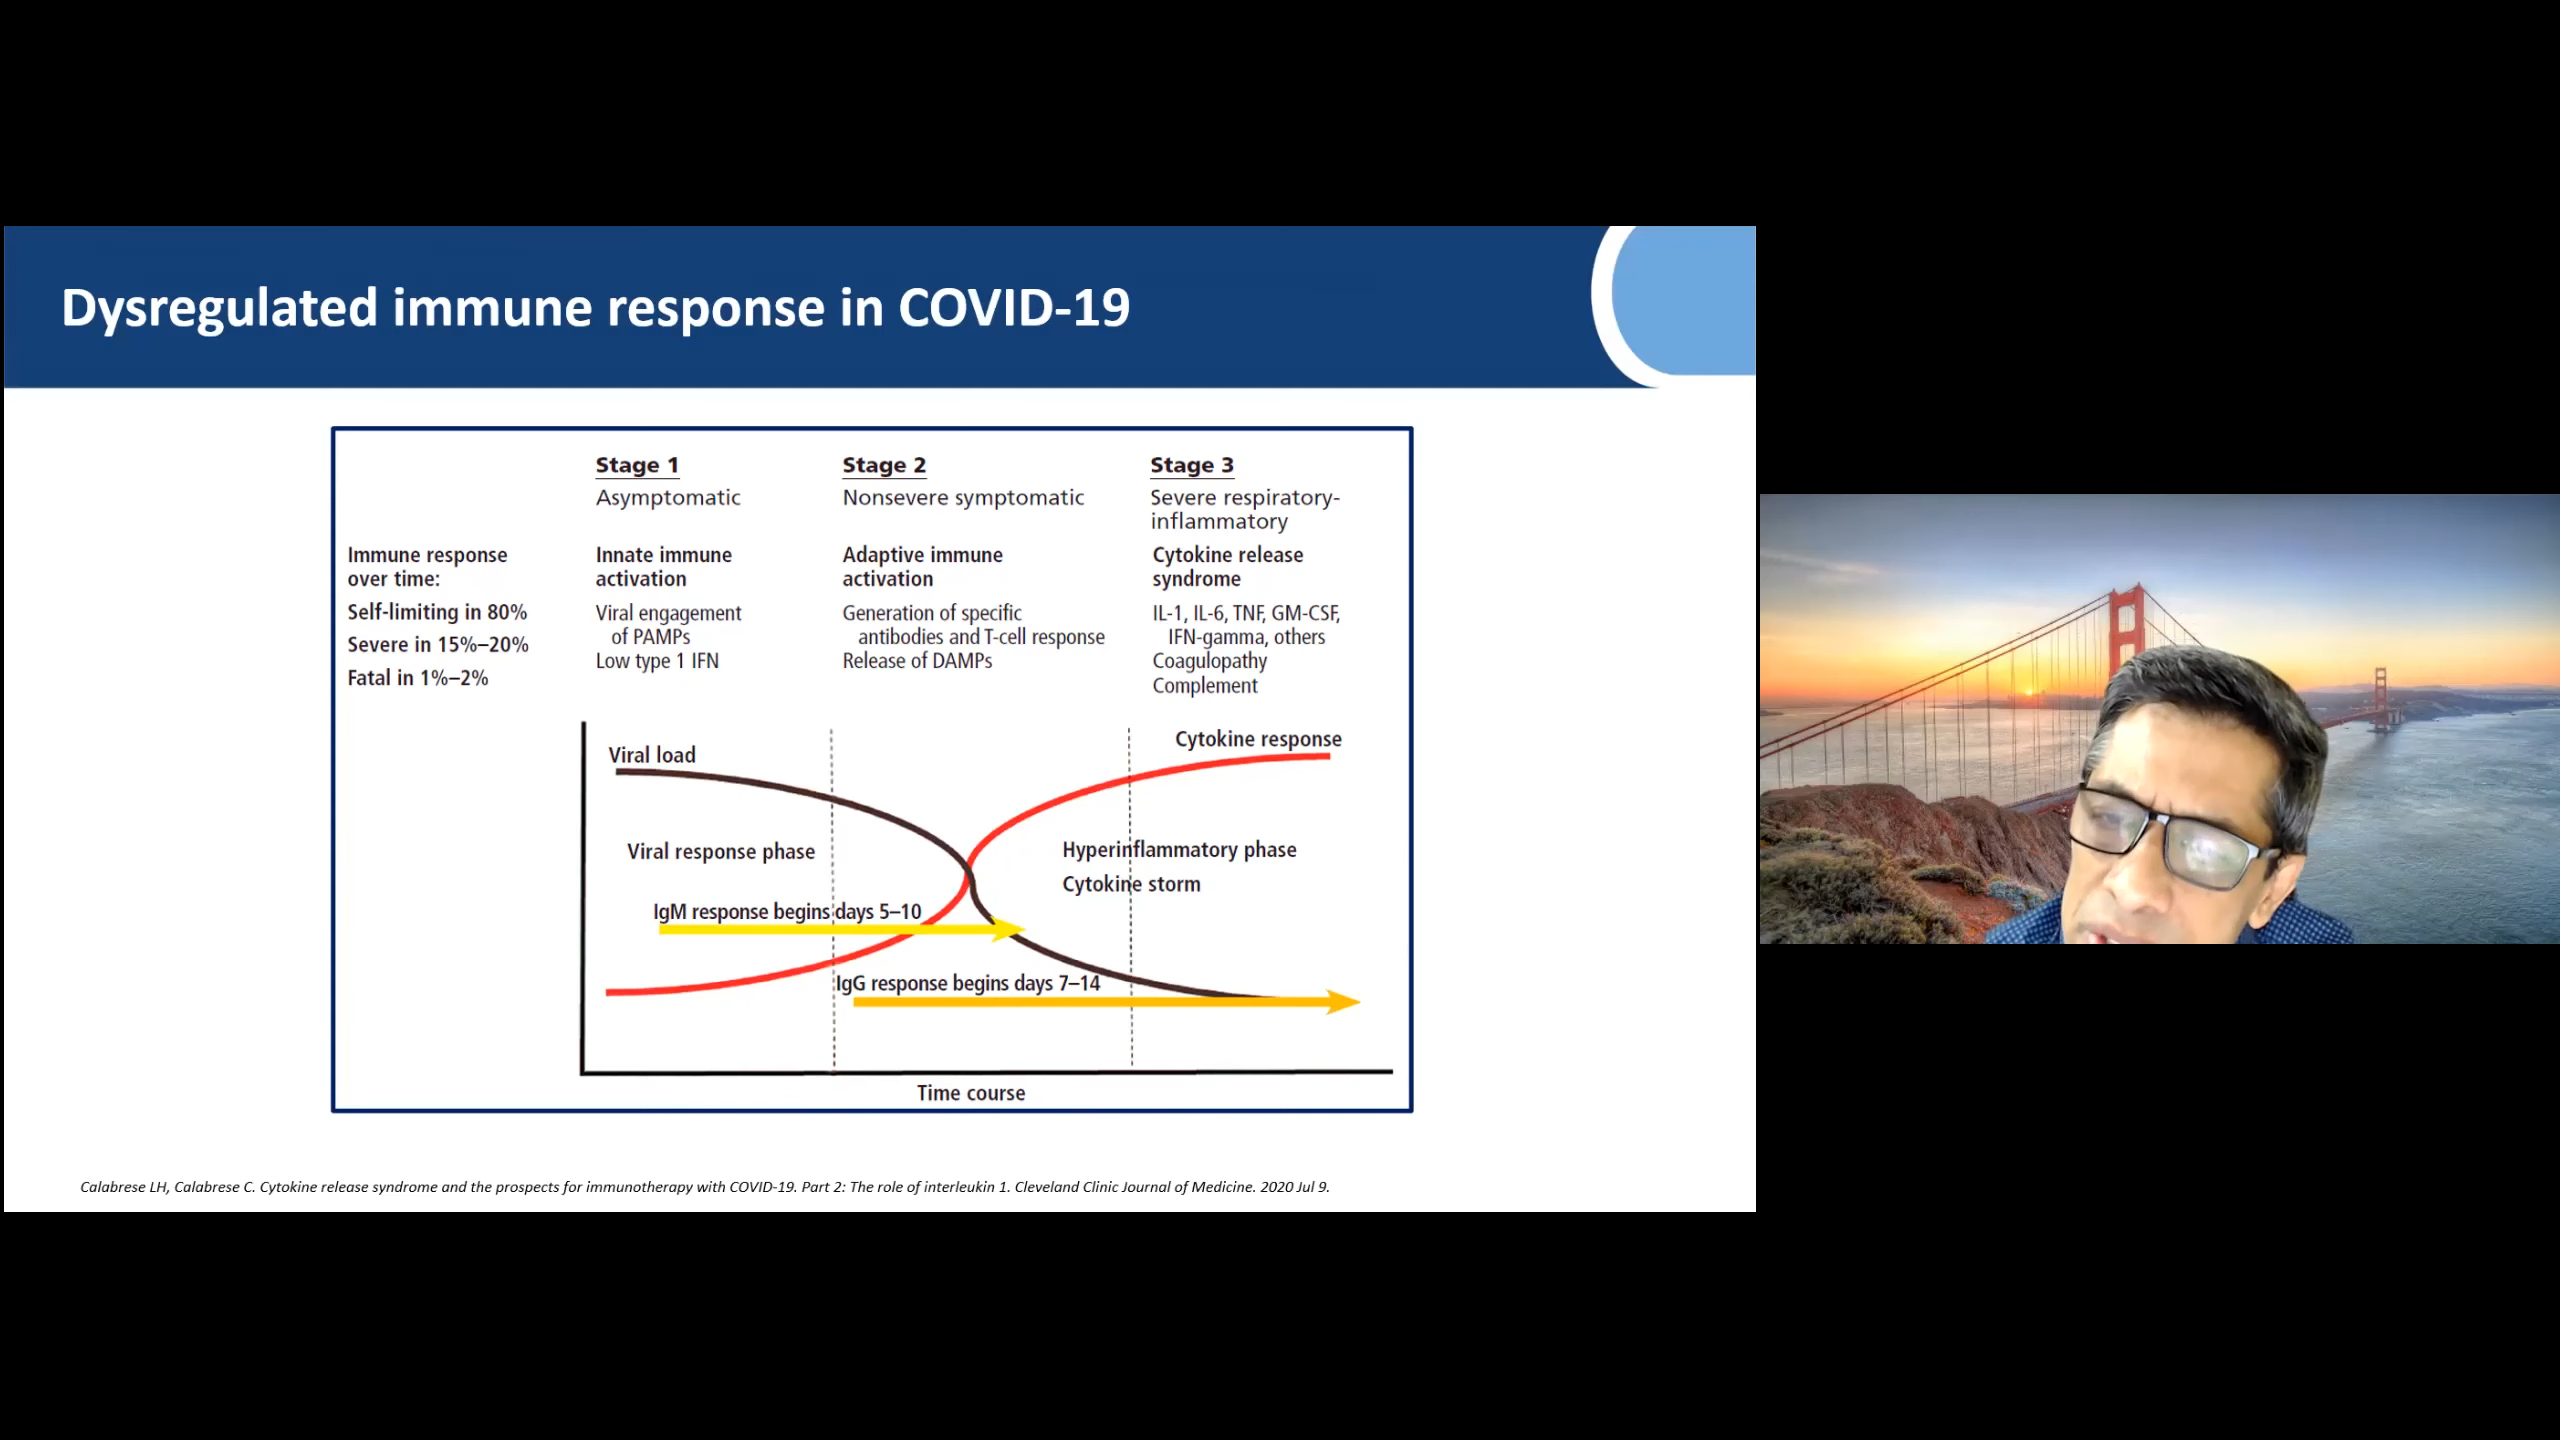 Dysregulated immune response in COVID-19
Stage 1
Asymptomatic
Stage 2
Nonsevere symptomatic
Stage 3
Severe respiratory-
inflammatory
Immune response
over time:
Self-limiting in 80%
Severe in 15%–20%
Fatal in 1%–2%
Innate immune
activation
Viral engagement
of PAMPs
Low type 1 IFN
Adaptive immune
activation
Generation of specific
antibodies and T-cell response
Release of DAMPs
Cytokine release
syndrome
IL-1, IL-6, TNF, GM-CSF,
IFN-gamma, others
Coagulopathy
Complement
Viral load
Cytokine response
Viral response phase
Hyperinflammatory phase
Cytokine storm
IgM response begins days 5–10
IgG response begins days 7–14
Time course
Calabrese LH, Calabrese C. Cytokine release syndrome and the prospects for immunotherapy with COVID-19. Part 2: The role of interleukin 1. Cleveland Clinic Journal of Medicine. 2020 Jul 9.